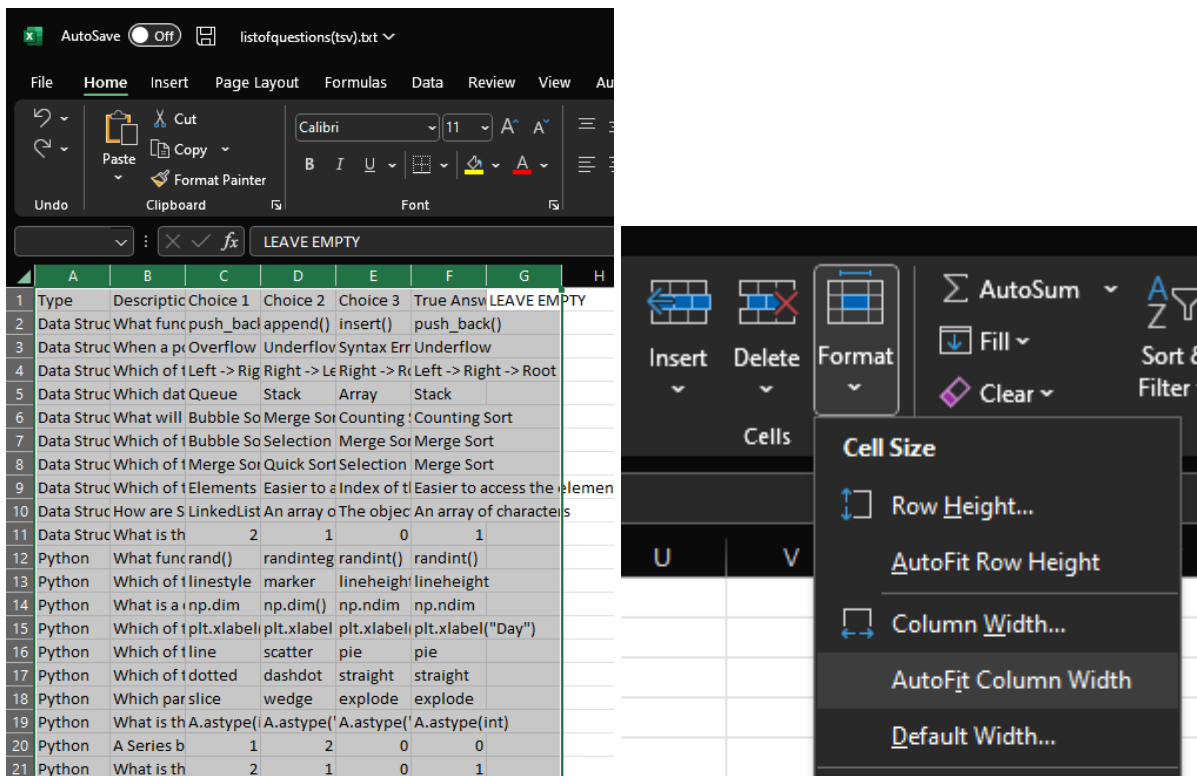 AutoSave Off listofquestions(tsv).txt
File Home Insert Page Layout Formulas Data Review View Au
Cut
Copy
Paste
Format Painter
Calibri 11 A A
B I U A
Undo Clipboard Font
fx LEAVE EMPTY
A B C D E F G H
1 Type Descriptic Choice 1 Choice 2 Choice 3 True Answ LEAVE EMPTY
2 Data Struc What func push_back append() insert() push_back()
3 Data Struc When a po Overflow Underflow Syntax Err Underflow
4 Data Struc Which of t Left -> Rig Right -> Le Right -> Ro Left -> Right -> Root
5 Data Struc Which dat Queue Stack Array Stack
6 Data Struc What will Bubble So Merge Sor Counting S Counting Sort
7 Data Struc Which of t Bubble So Selection Merge Sor Merge Sort
8 Data Struc Which of t Merge Sor Quick Sort Selection Merge Sort
9 Data Struc Which of t Elements Easier to a Index of th Easier to access the elemen
10 Data Struc How are S LinkedList An array o The objec An array of characters
11 Data Struc What is th 2 1 0 1
12 Python What func rand() randinteg randint() randint()
13 Python Which of t linestyle marker lineheight lineheight
14 Python What is a np.dim np.dim() np.ndim np.ndim
15 Python Which of t plt.xlabel( plt.xlabel plt.xlabel( plt.xlabel("Day")
16 Python Which of t line scatter pie pie
17 Python Which of t dotted dashdot straight straight
18 Python Which par slice wedge explode explode
19 Python What is th A.astype(i A.astype(' A.astype(' A.astype(int)
20 Python A Series b 1 2 0 0
21 Python What is th 2 1 0 1
Insert Delete Format
AutoSum
Fill
Clear
A Z
Sort &
Filter
Cells
Cell Size
Row Height...
AutoFit Row Height
Column Width...
AutoFit Column Width
Default Width...
U V